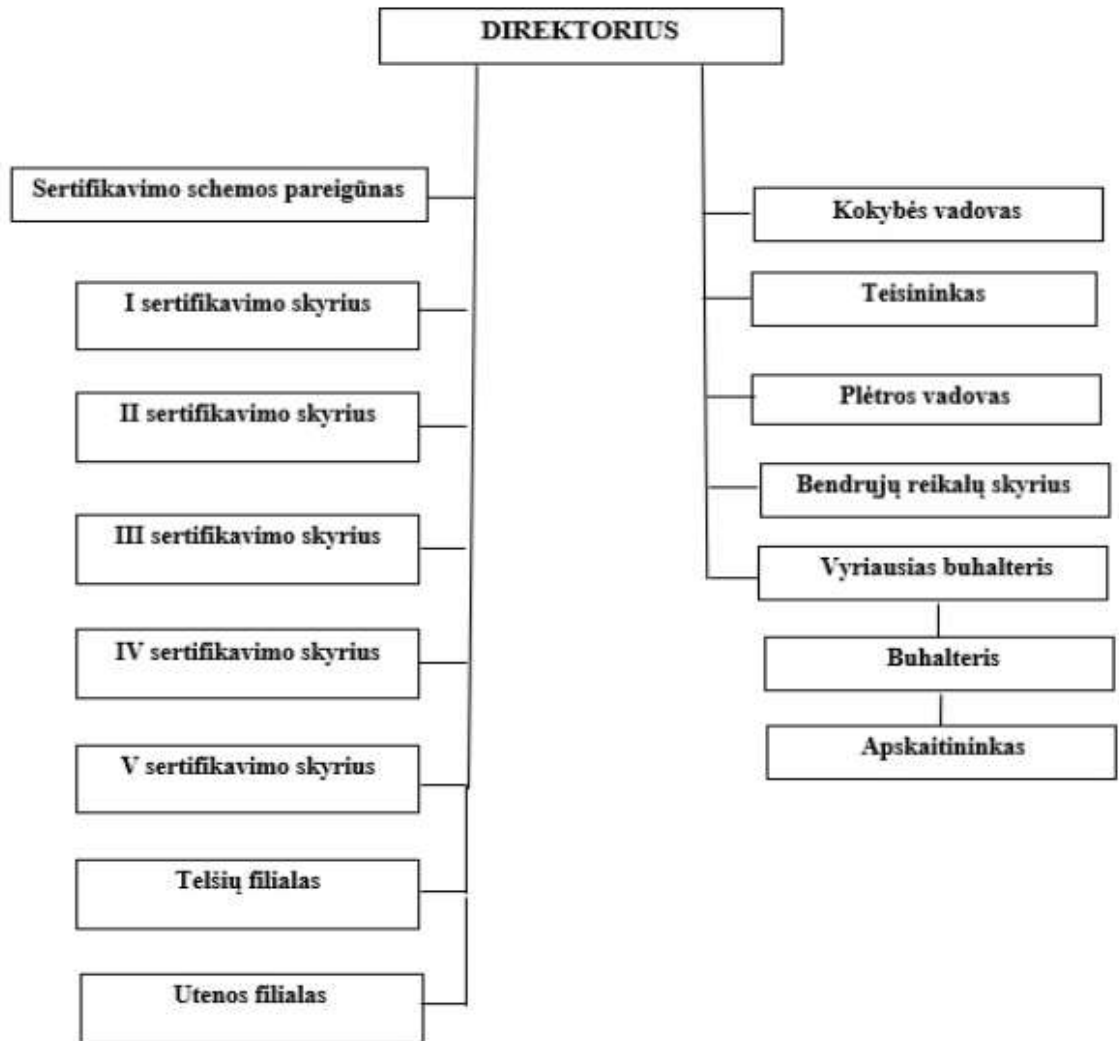 DIREKTORIUS
Sertifikavimo schemos pareigūnas
I sertifikavimo skyrius
II sertifikavimo skyrius
III sertifikavimo skyrius
IV sertifikavimo skyrius
V sertifikavimo skyrius
Telšių filialas
Utenos filialas
Kokybės vadovas
Teisininkas
Plėtros vadovas
Bendrųjų reikalų skyrius
Vyriausias buhalteris
Buhalteris
Apskaitininkas